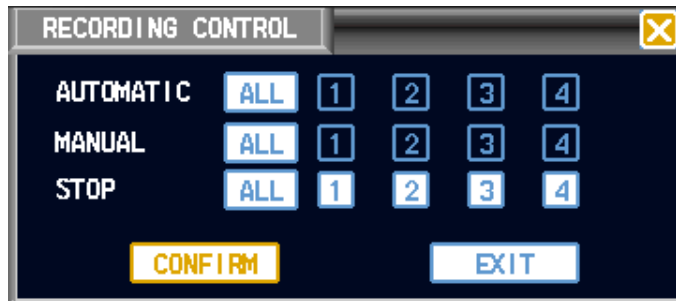 RECORDING CONTROL X
AUTOMATIC ALL 1 2 3 4
MANUAL ALL 1 2 3 4
STOP ALL 1 2 3 4
CONFIRM EXIT